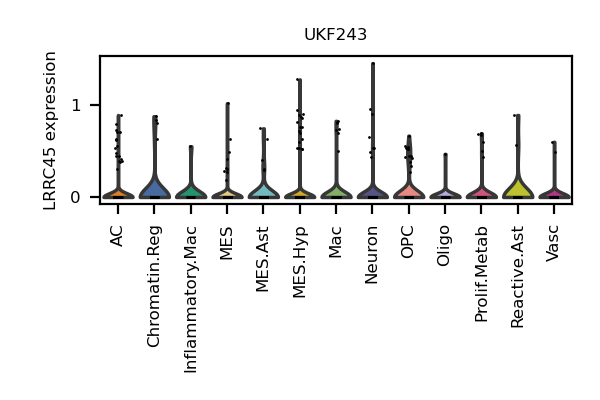 UKF243
LRRC45 expression
1
0
AC
Chromatin.Reg
Inflammatory.Mac
MES
MES.Ast
MES.Hyp
Mac
Neuron
OPC
Oligo
Prolif.Metab
Reactive.Ast
Vasc